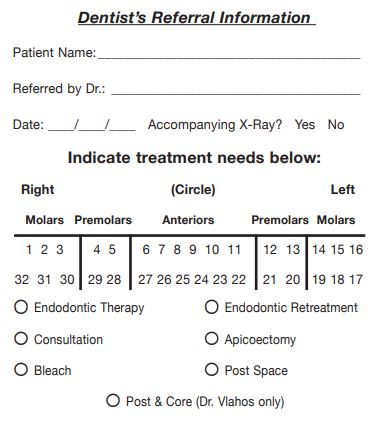 Dentist's Referral Information
Patient Name:
Referred by Dr.:
Date: ___/___/___ Accompanying X-Ray? Yes No
Indicate treatment needs below:
Right (Circle) Left
Molars Premolars Anteriors Premolars Molars
1 2 3 4 5 6 7 8 9 10 11 12 13 14 15 16
32 31 30 29 28 27 26 25 24 23 22 21 20 19 18 17
Endodontic Therapy Endodontic Retreatment
Consultation Apicoectomy
Bleach Post Space
Post & Core (Dr. Vlahos only)